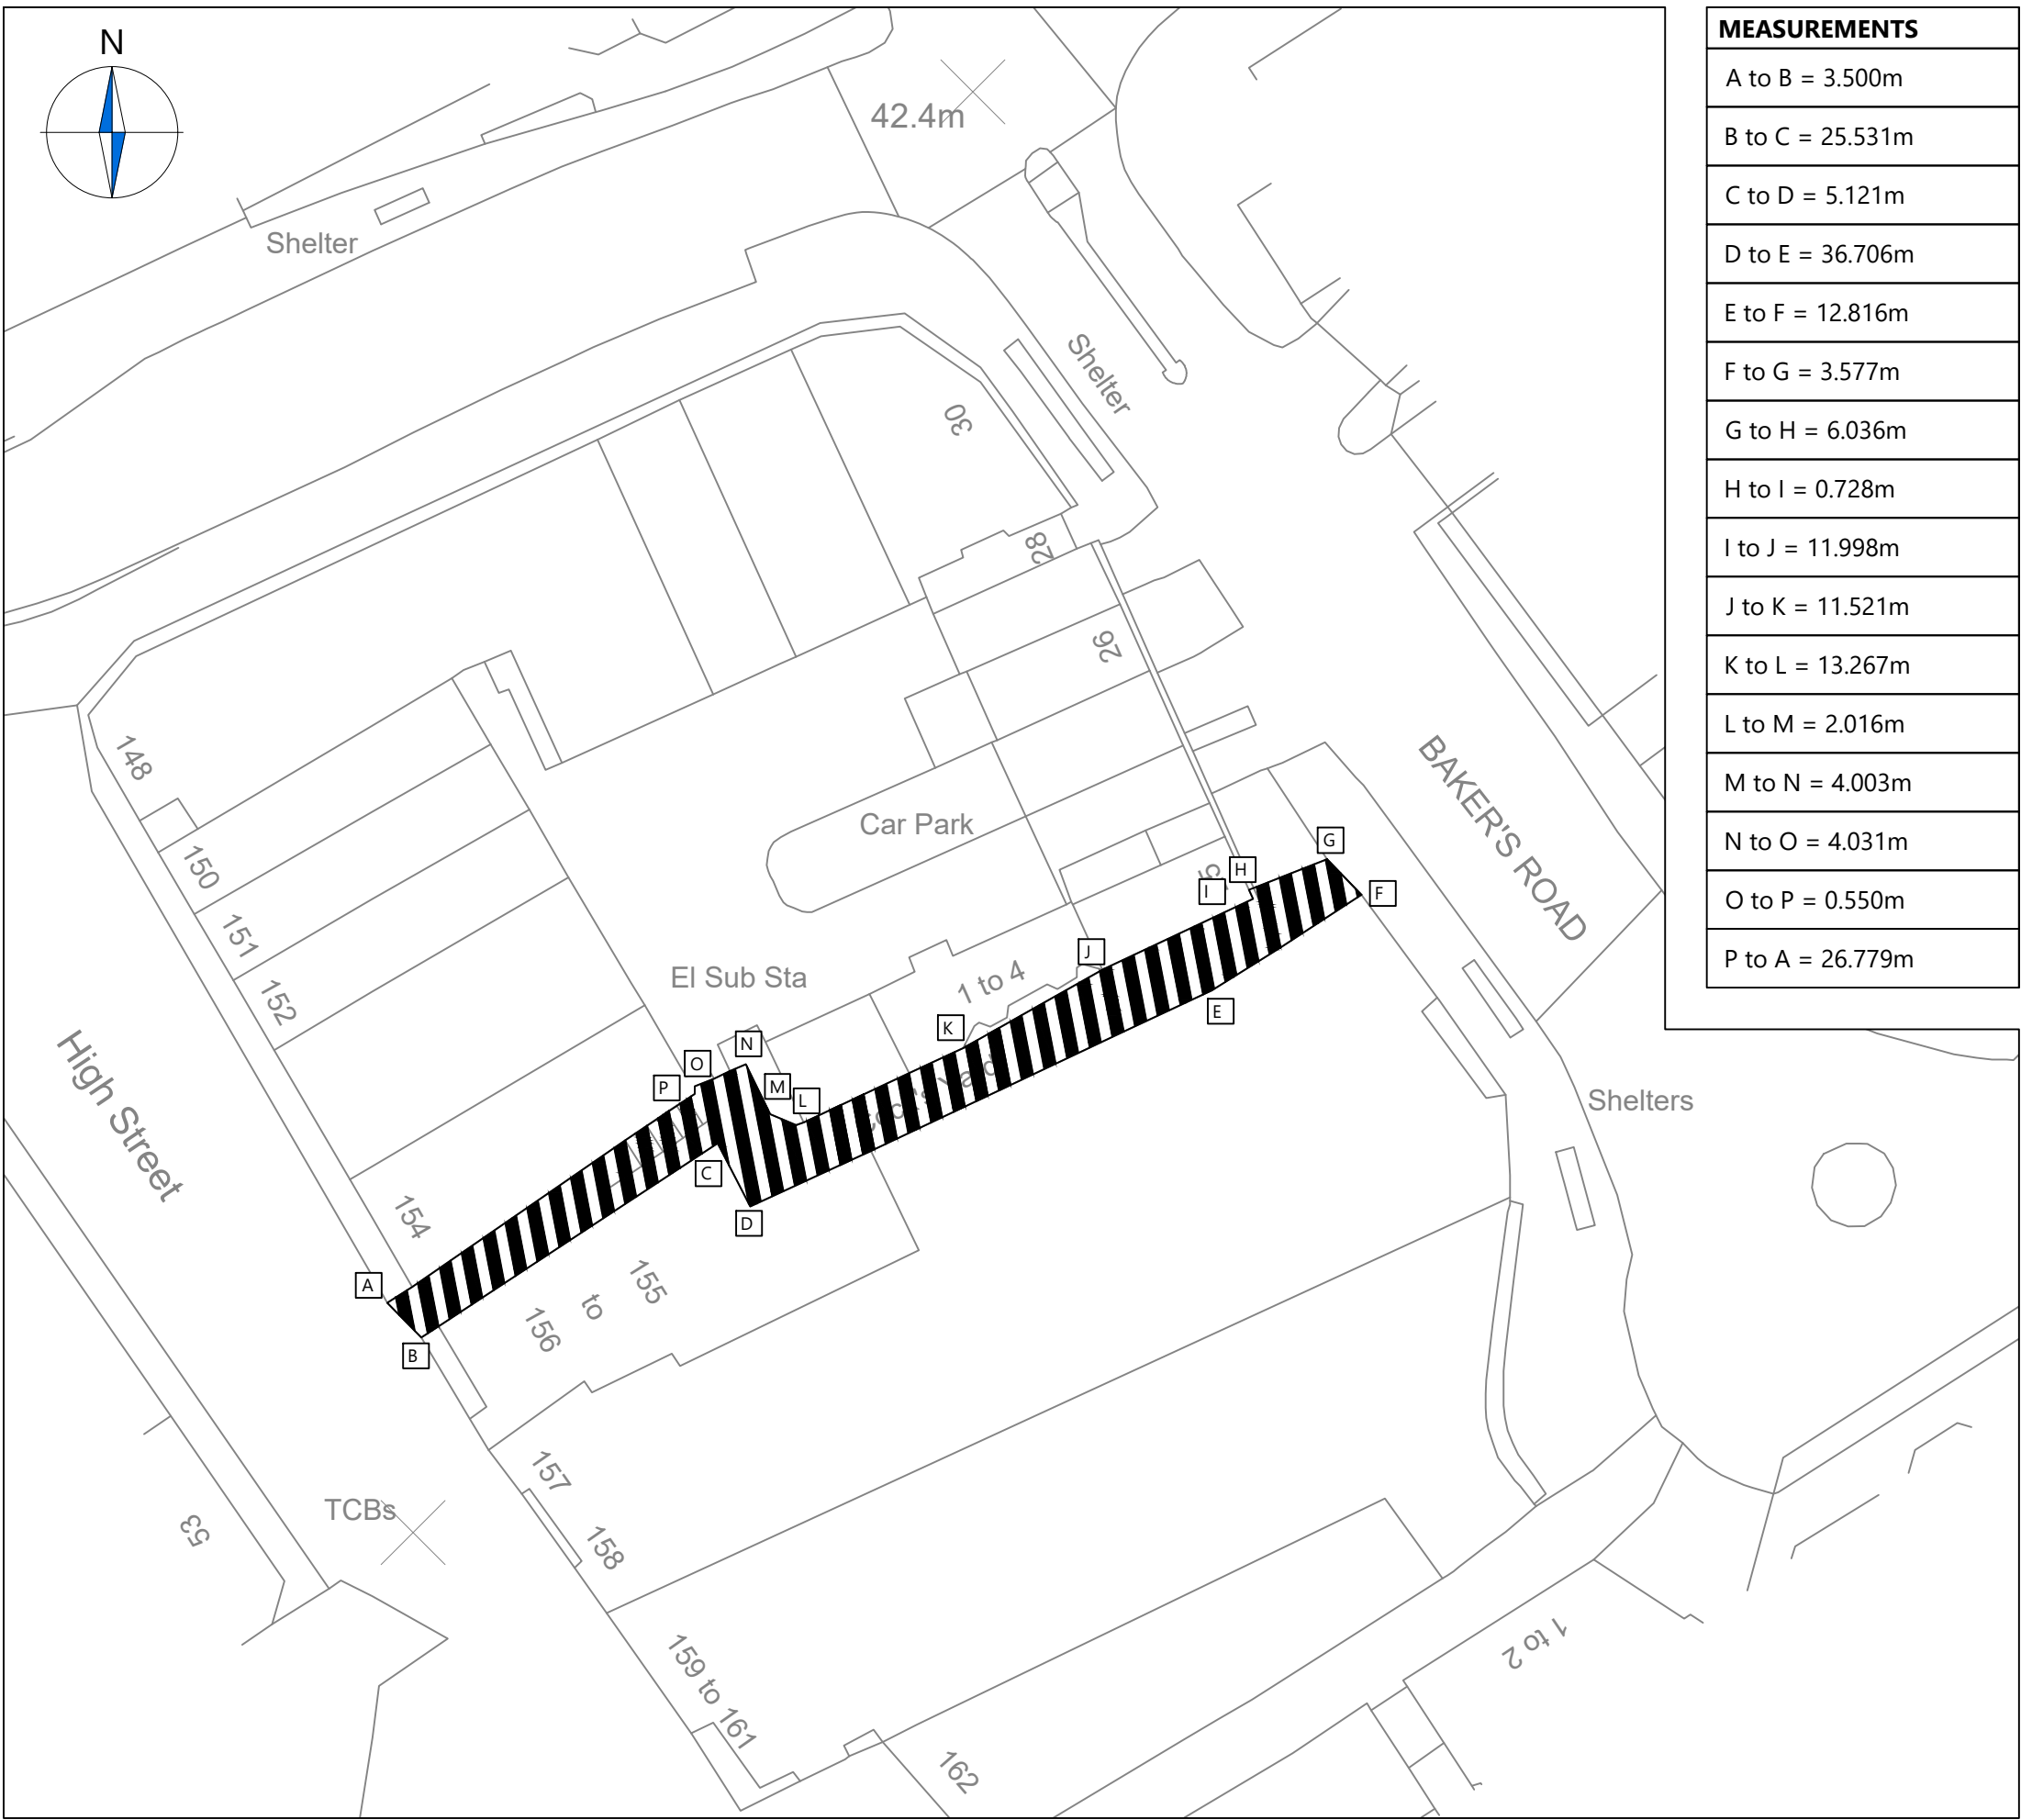 N
42.4m
Shelter
Shelter
30
28
26
148
150
151
152
154
Car Park
BAKER'S ROAD
High Street
El Sub Sta
1 to 4
G
H
I
F
J
E
K
N
O
M
P
L
C
D
A
B
155
to
156
Shelters
157
158
TCBs
53
159 to 161
162
1 to 2
MEASUREMENTS
A to B = 3.500m
B to C = 25.531m
C to D = 5.121m
D to E = 36.706m
E to F = 12.816m
F to G = 3.577m
G to H = 6.036m
H to I = 0.728m
I to J = 11.998m
J to K = 11.521m
K to L = 13.267m
L to M = 2.016m
M to N = 4.003m
N to O = 4.031m
O to P = 0.550m
P to A = 26.779m